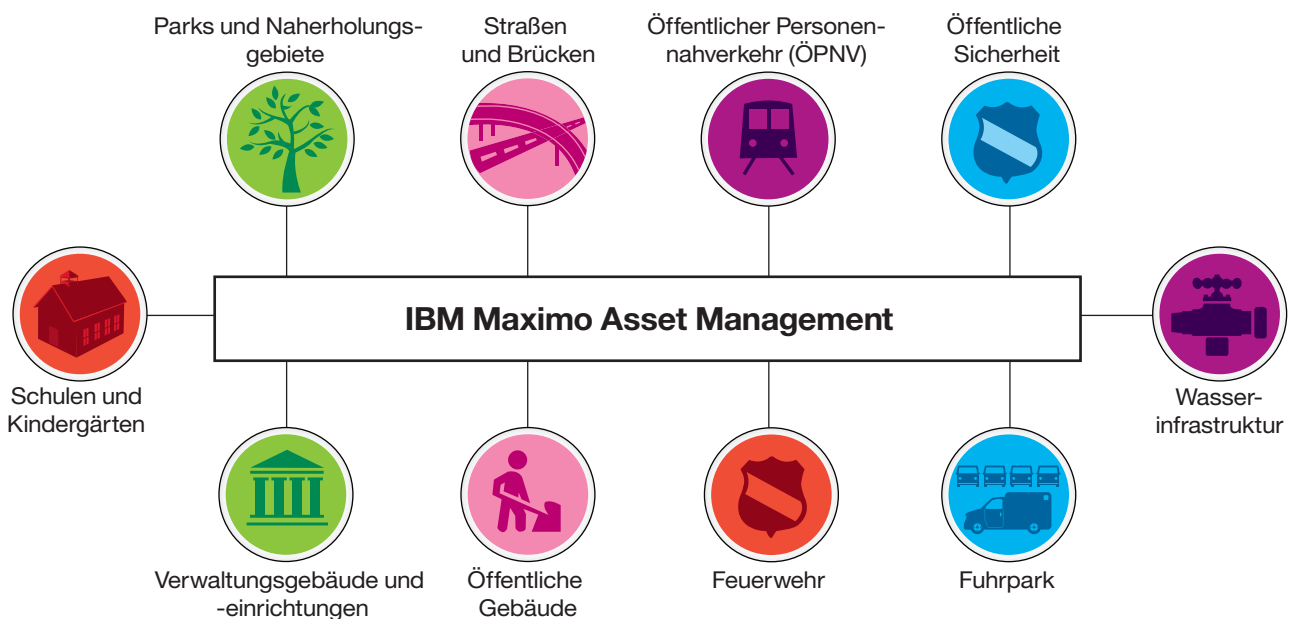 Parks und Naherholungs-
gebiete
Straßen
und Brücken
Öffentlicher Personen-
nahverkehr (ÖPNV)
Öffentliche
Sicherheit
IBM Maximo Asset Management
Schulen und
Kindergärten
Wasser-
infrastruktur
Verwaltungsgebäude und
-einrichtungen
Öffentliche
Gebäude
Feuerwehr
Fuhrpark